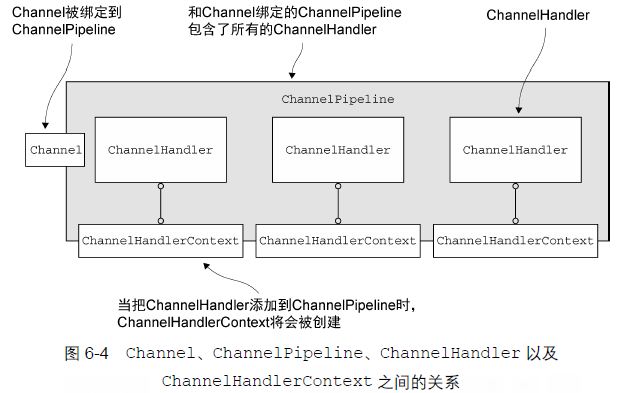 Channel被绑定到
ChannelPipeline
和Channel绑定的ChannelPipeline
包含了所有的ChannelHandler
ChannelHandler
ChannelPipeline
Channel
ChannelHandler
ChannelHandler
ChannelHandler
ChannelHandlerContext
ChannelHandlerContext
ChannelHandlerContext
当把ChannelHandler添加到ChannelPipeline时，
ChannelHandlerContext将会被创建
图 6-4 Channel、ChannelPipeline、ChannelHandler 以及
ChannelHandlerContext 之间的关系